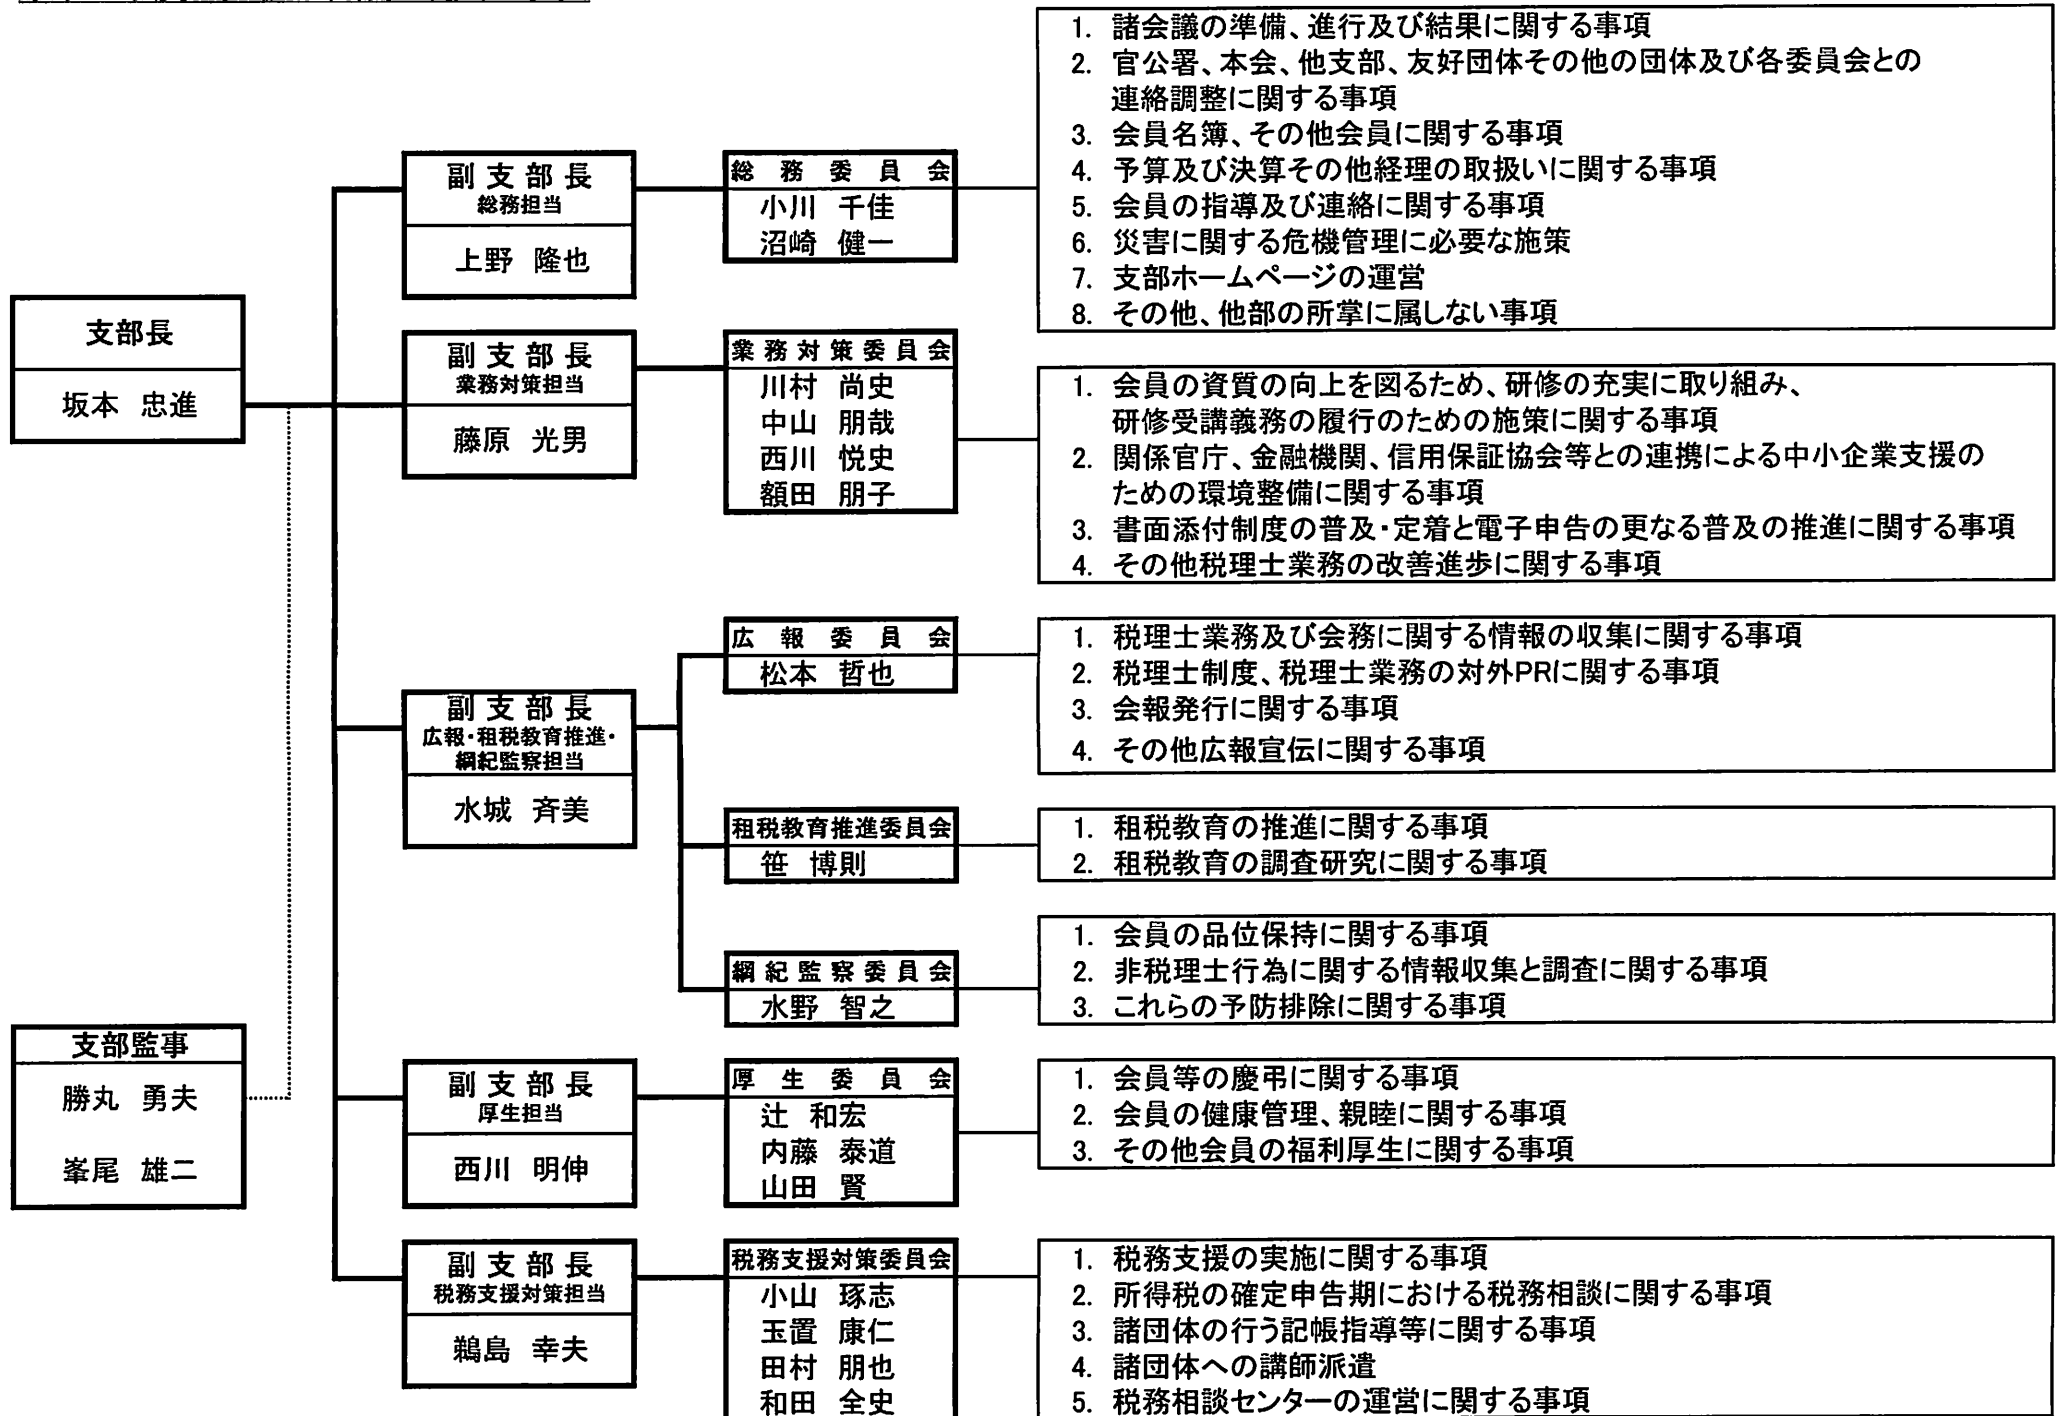 支部長
坂本 忠進
支部監事
勝丸 勇夫
峯尾 雄二
副支部長
総務担当
上野 隆也
総務委員会
小川 千佳
沼崎 健一
1. 諸会議の準備、進行及び結果に関する事項
2. 官公署、本会、他支部、友好団体その他の団体及び各委員会との
連絡調整に関する事項
3. 会員名簿、その他会員に関する事項
4. 予算及び決算その他経理の取扱いに関する事項
5. 会員の指導及び連絡に関する事項
6. 災害に関する危機管理に必要な施策
7. 支部ホームページの運営
8. その他、他部の所掌に属しない事項
副支部長
業務対策担当
藤原 光男
業務対策委員会
川村 尚史
中山 朋哉
西川 悦史
額田 朋子
1. 会員の資質の向上を図るため、研修の充実に取り組み、
研修受講義務の履行のための施策に関する事項
2. 関係官庁、金融機関、信用保証協会等との連携による中小企業支援の
ための環境整備に関する事項
3. 書面添付制度の普及・定着と電子申告の更なる普及の推進に関する事項
4. その他税理士業務の改善進歩に関する事項
副支部長
広報・租税教育推進・
綱紀監察担当
水城 斉美
広報委員会
松本 哲也
1. 税理士業務及び会務に関する情報の収集に関する事項
2. 税理士制度、税理士業務の対外PRに関する事項
3. 会報発行に関する事項
4. その他広報宣伝に関する事項
租税教育推進委員会
笹 博則
1. 租税教育の推進に関する事項
2. 租税教育の調査研究に関する事項
綱紀監察委員会
水野 智之
1. 会員の品位保持に関する事項
2. 非税理士行為に関する情報収集と調査に関する事項
3. これらの予防排除に関する事項
副支部長
厚生担当
西川 明伸
厚生委員会
辻 和宏
内藤 泰道
山田 賢
1. 会員等の慶弔に関する事項
2. 会員の健康管理、親睦に関する事項
3. その他会員の福利厚生に関する事項
副支部長
税務支援対策担当
鵜島 幸夫
税務支援対策委員会
小山 琢志
玉置 康仁
田村 朋也
和田 全史
1. 税務支援の実施に関する事項
2. 所得税の確定申告期における税務相談に関する事項
3. 諸団体の行う記帳指導等に関する事項
4. 諸団体への講師派遣
5. 税務相談センターの運営に関する事項